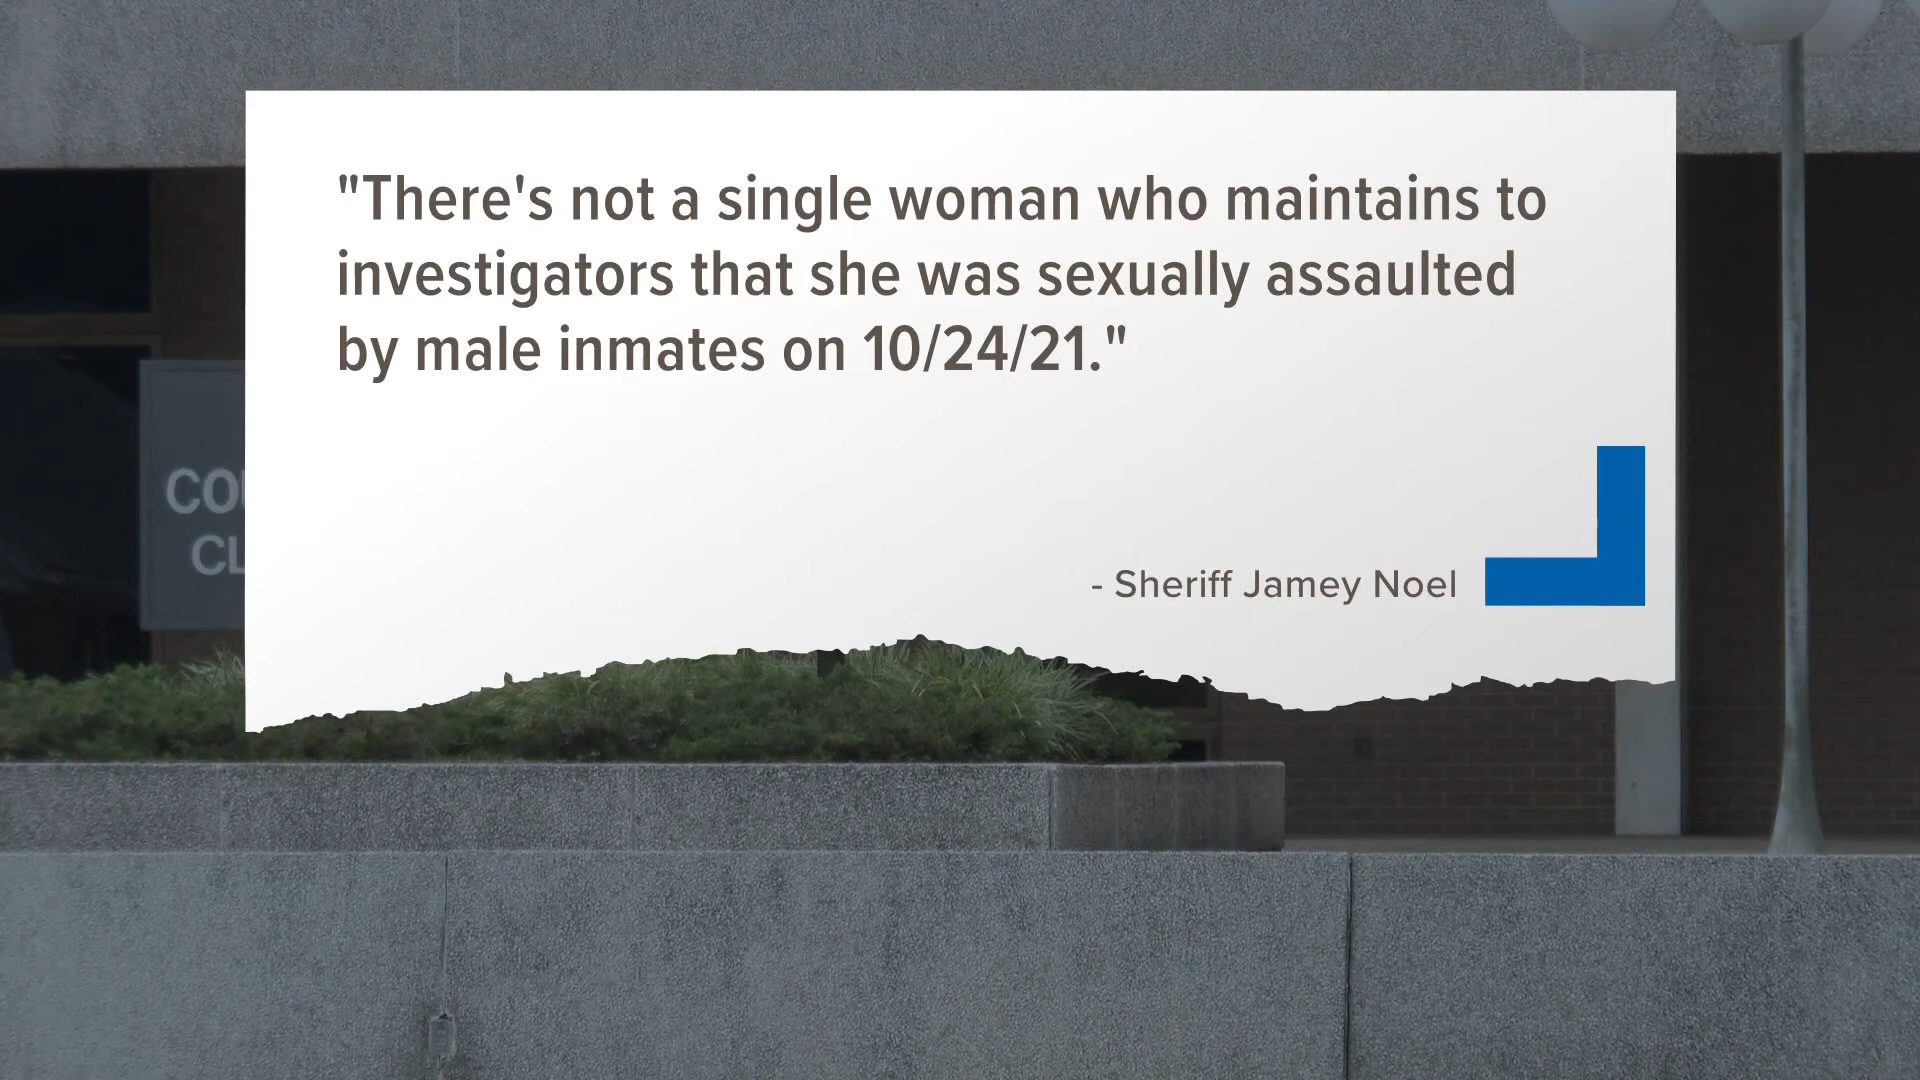 "There's not a single woman who maintains to
investigators that she was sexually assaulted
by male inmates on 10/24/21."
- Sheriff Jamey Noel